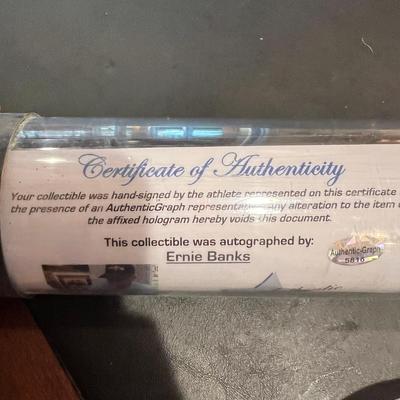 Certificate of Authenticity
Your collectible was hand-signed by the athlete represented on this certificate
the presence of an AuthenticGraph representative. Any alteration to the item o
the affixed hologram hereby voids this document.
This collectible was autographed by:
Ernie Banks
Authentic-Graph
5816